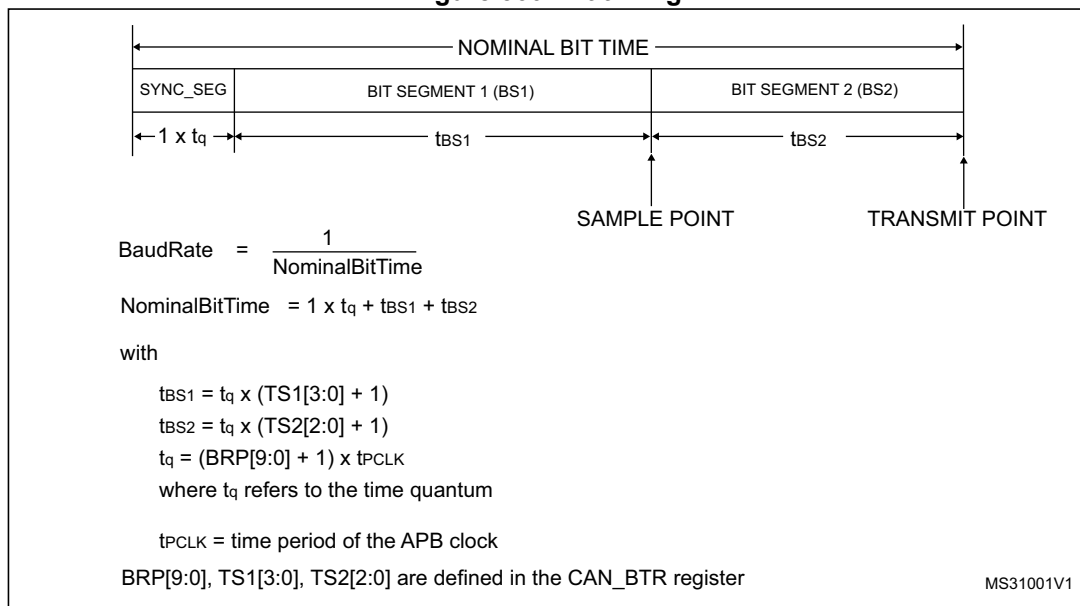 NOMINAL BIT TIME
SYNC_SEG BIT SEGMENT 1 (BS1) BIT SEGMENT 2 (BS2)
1 x tq tBS1 tBS2
SAMPLE POINT TRANSMIT POINT
BaudRate = 1
NominalBitTime
NominalBitTime = 1 x tq + tBS1 + tBS2
with
tBS1 = tq x (TS1[3:0] + 1)
tBS2 = tq x (TS2[2:0] + 1)
tq = (BRP[9:0] + 1) x tPCLK
where tq refers to the time quantum
tPCLK = time period of the APB clock
BRP[9:0], TS1[3:0], TS2[2:0] are defined in the CAN_BTR register
MS31001V1